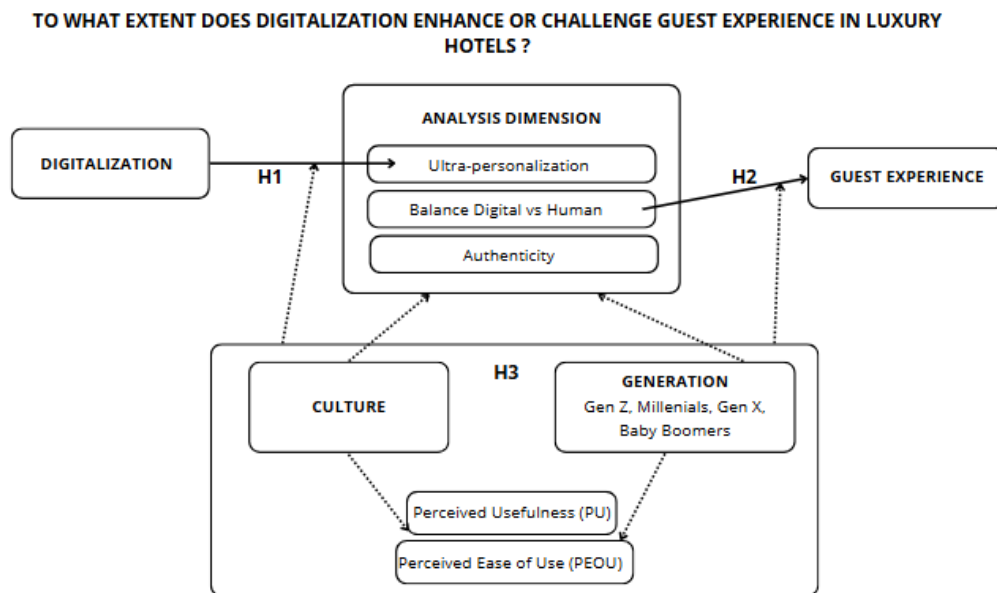 TO WHAT EXTENT DOES DIGITALIZATION ENHANCE OR CHALLENGE GUEST EXPERIENCE IN LUXURY
HOTELS ?
ANALYSIS DIMENSION
DIGITALIZATION
Ultra-personalization
H1
H2
GUEST EXPERIENCE
Balance Digital vs Human
Authenticity
H3
CULTURE
GENERATION
Gen Z, Millenials, Gen X,
Baby Boomers
Perceived Usefulness (PU)
Perceived Ease of Use (PEOU)